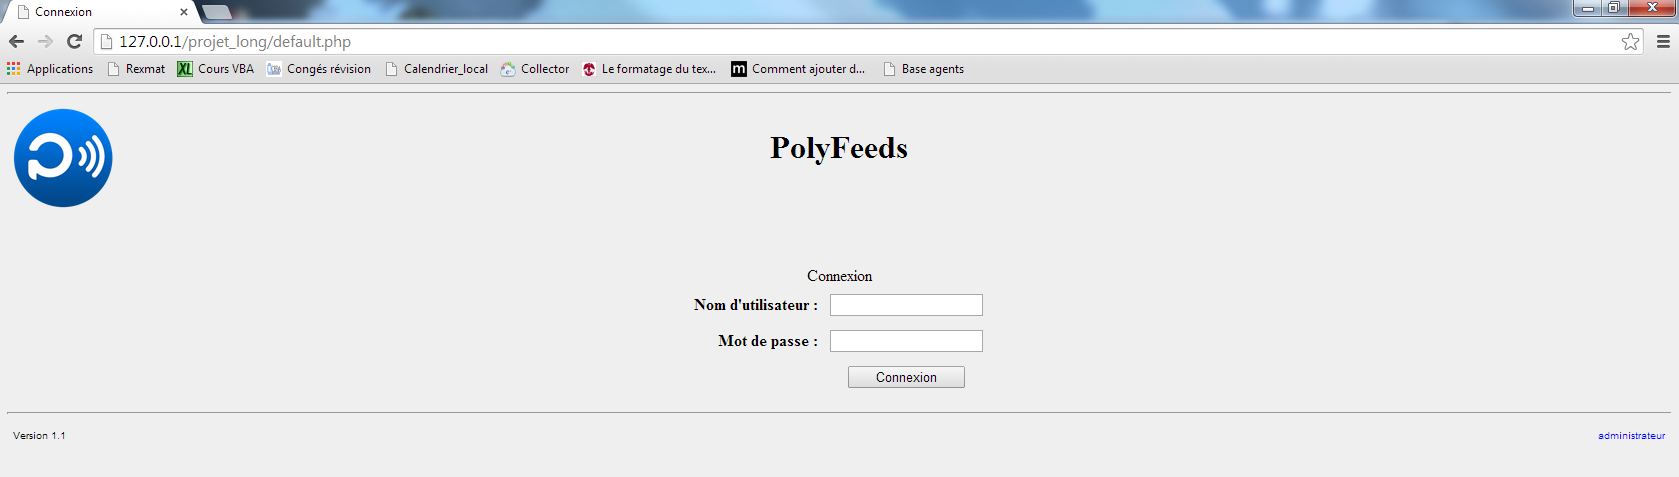 Connexion
127.0.0.1/projet_long/default.php
Applications Rexmat Cours VBA Congés révision Calendrier_local Collector Le formatage du tex... Comment ajouter d... Base agents
PolyFeeds
Connexion
Nom d'utilisateur :
Mot de passe :
Connexion
Version 1.1 administrateur